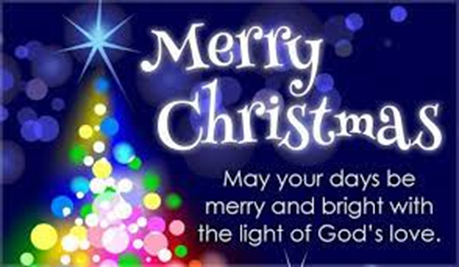 Merry
Christmas
May your days be
merry and bright with
the light of God's love.